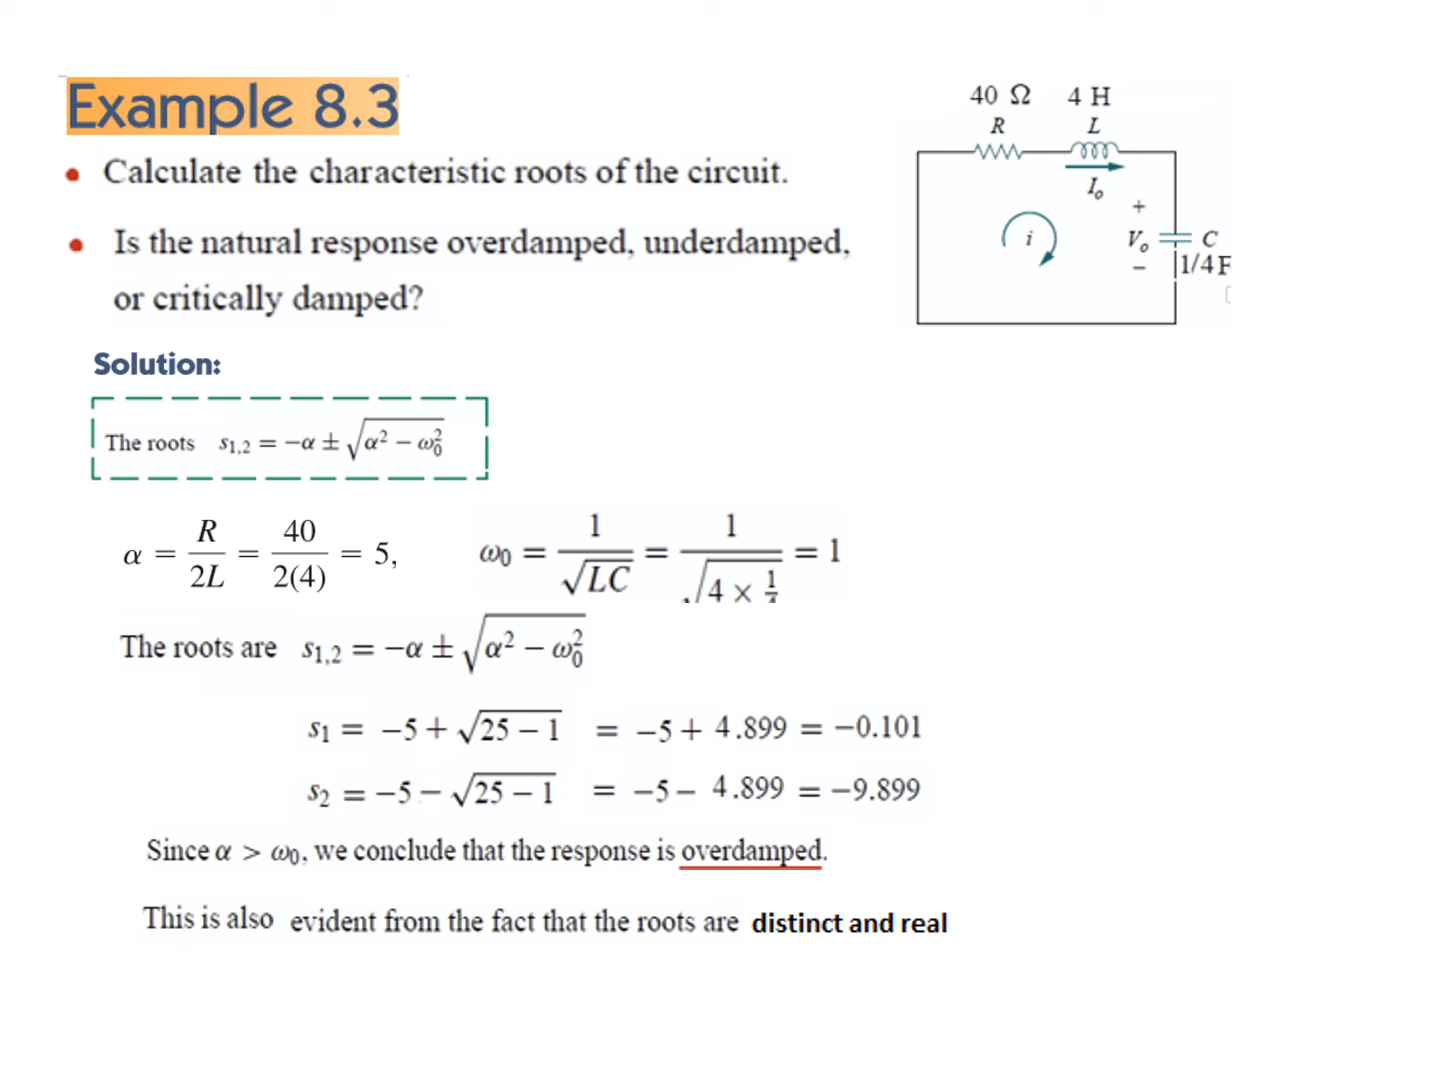 Example 8.3
40 Ω 4 H
R L
• Calculate the characteristic roots of the circuit.
I₀
+
• Is the natural response overdamped, underdamped,
i V₀ C
− 1/4 F
or critically damped?
Solution:
The roots s₁,₂ = −α ± √(α² − ω₀²)
α = R/2L = 40/2(4) = 5, ω₀ = 1/√LC = 1/√(4 × 1/4) = 1
The roots are s₁,₂ = −α ± √(α² − ω₀²)
s₁ = −5 + √(25 − 1) = −5 + 4.899 = −0.101
s₂ = −5 − √(25 − 1) = −5 − 4.899 = −9.899
Since α > ω₀, we conclude that the response is overdamped.
This is also evident from the fact that the roots are distinct and real